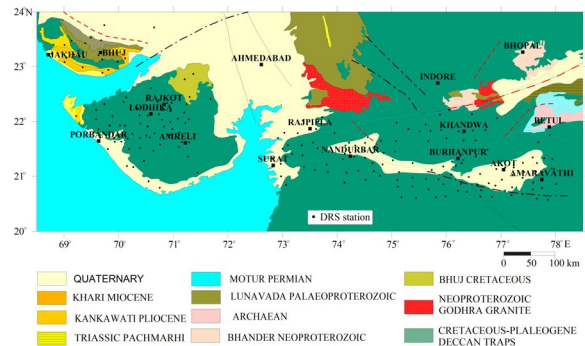 24°N
23°
22°
21°
20°
JAKHAU
BHUJ
AHMEDABAD
BHOPAL
INDORE
RAJKOT
LODHIKA
PORBANDAR
AMRELI
RAJPIPLA
SURAT
NANDURBAR
KHANDWA
BETUL
BURHANPUR
AKOT
AMARAVATHI
DRS station
69°
70°
71°
72°
73°
74°
75°
76°
77°
78°
0 50 100
km
QUATERNARY
KHARI MIOCENE
KANKAWATI PLIOCENE
TRIASSIC PACHMARHI
MOTUR PERMIAN
LUNAVADA PALAEOPROTEROZOIC
ARCHAEAN
BHANDER NEOPROTEROZOIC
BHUJ CRETACEOUS
NEOPROTEROZOIC
GODHRA GRANITE
CRETACEOUS-PLALEOGENE
DECCAN TRAPS